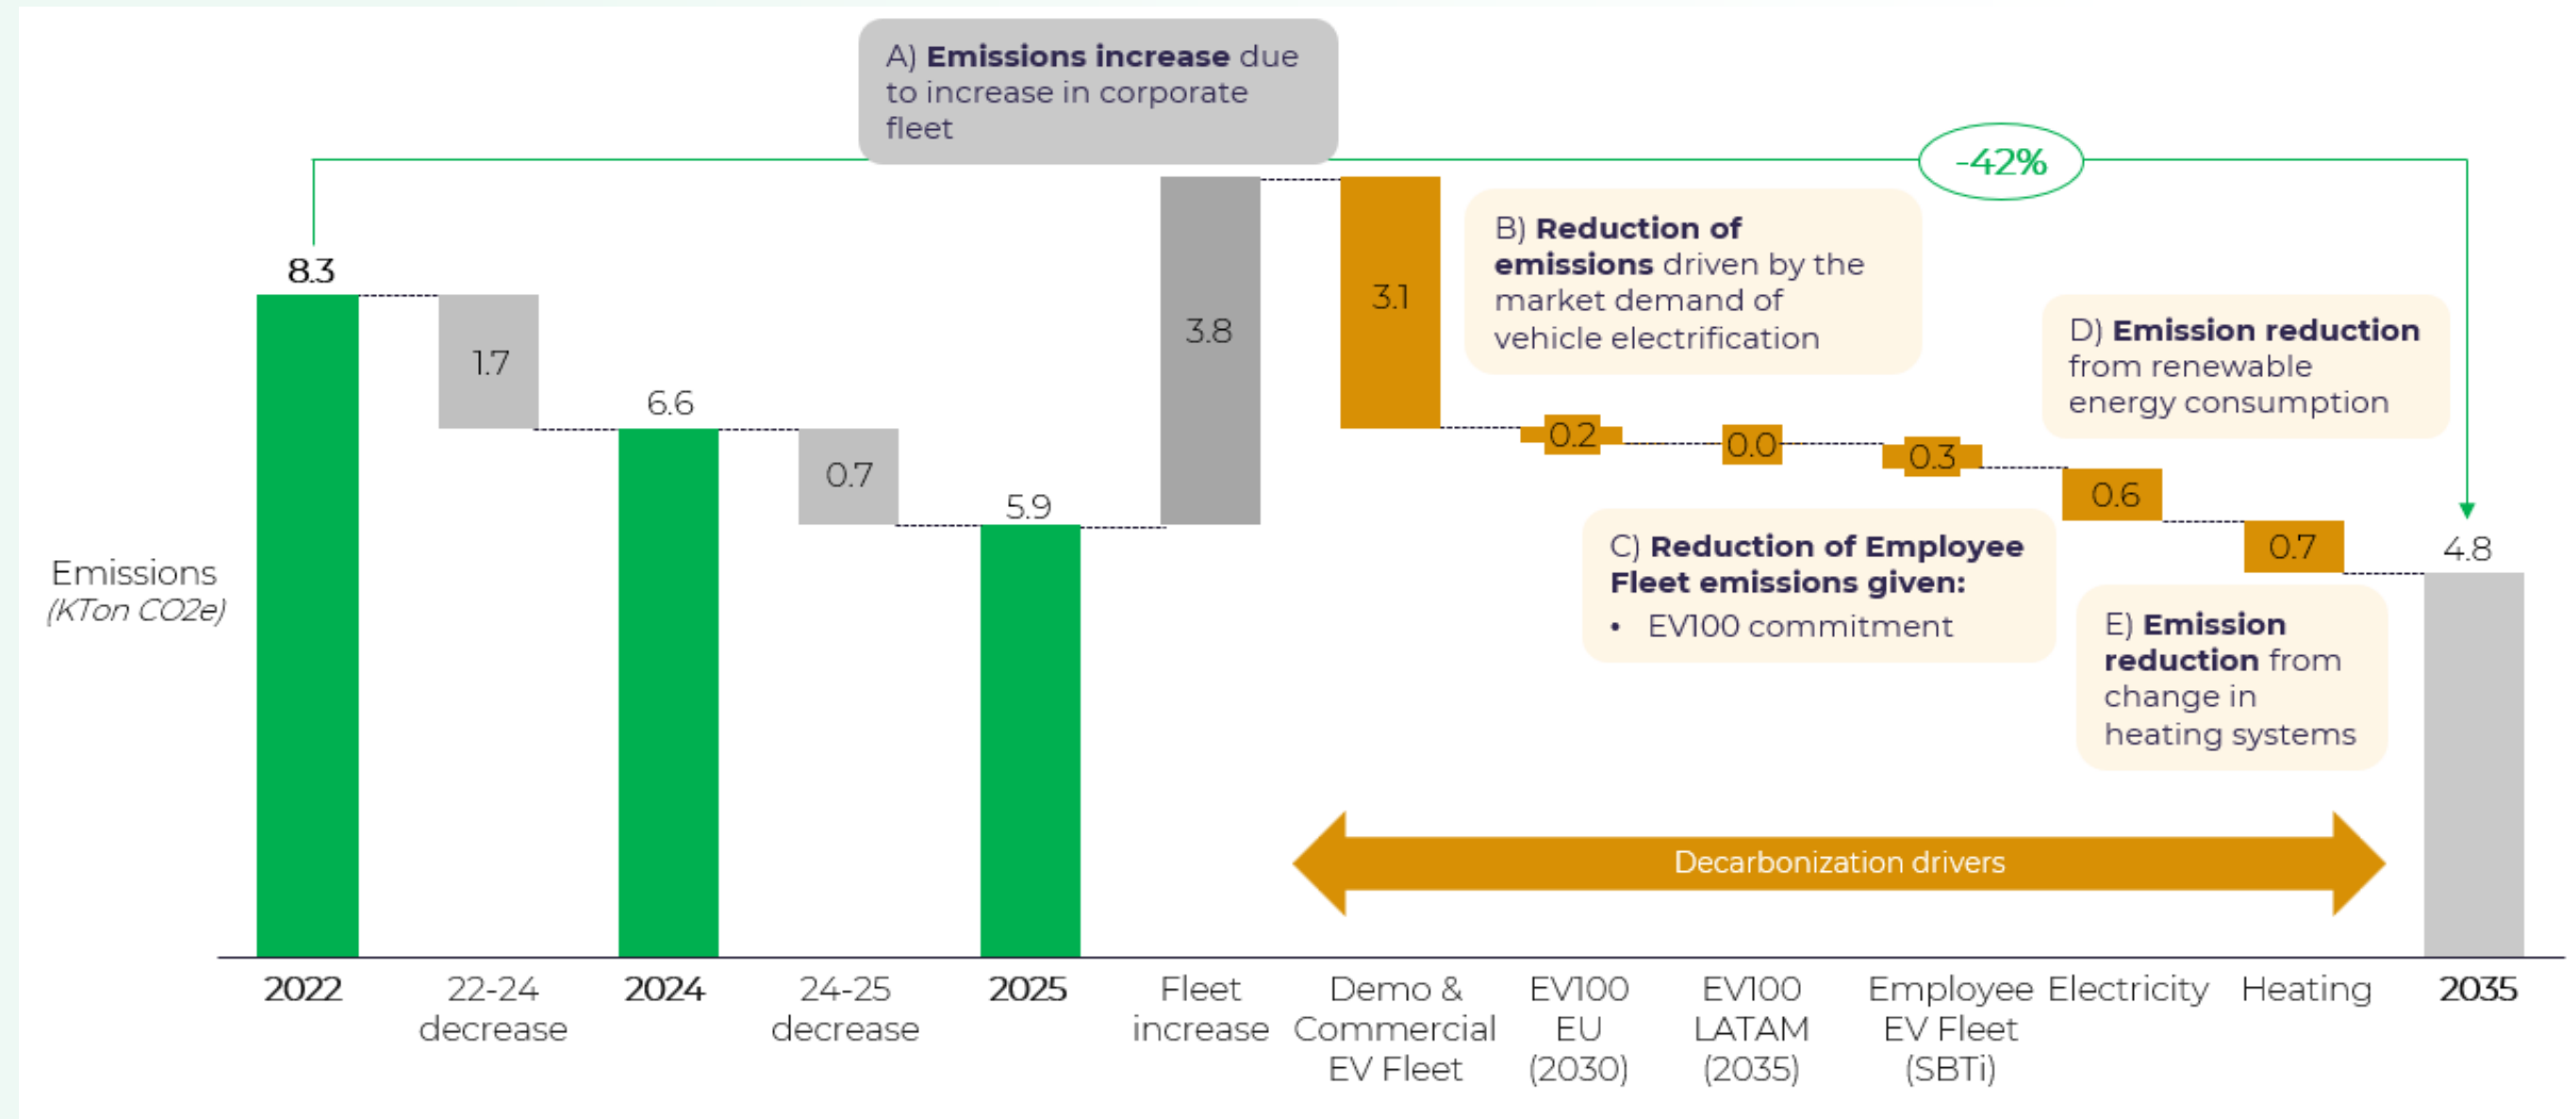 A) Emissions increase due
to increase in corporate
fleet
-42%
B) Reduction of
emissions driven by the
market demand of
vehicle electrification
D) Emission reduction
from renewable
energy consumption
8.3
1.7
6.6
0.7
5.9
3.8
3.1
0.2
0.0
0.3
0.6
0.7
4.8
C) Reduction of Employee
Fleet emissions given:
• EV100 commitment
E) Emission
reduction from
change in
heating systems
Emissions
(KTon CO2e)
Decarbonization drivers
2022
22-24
decrease
2024
24-25
decrease
2025
Fleet
increase
Demo &
Commercial
EV Fleet
EV100
EU
(2030)
EV100
LATAM
(2035)
Employee
EV Fleet
(SBTi)
Electricity
Heating
2035